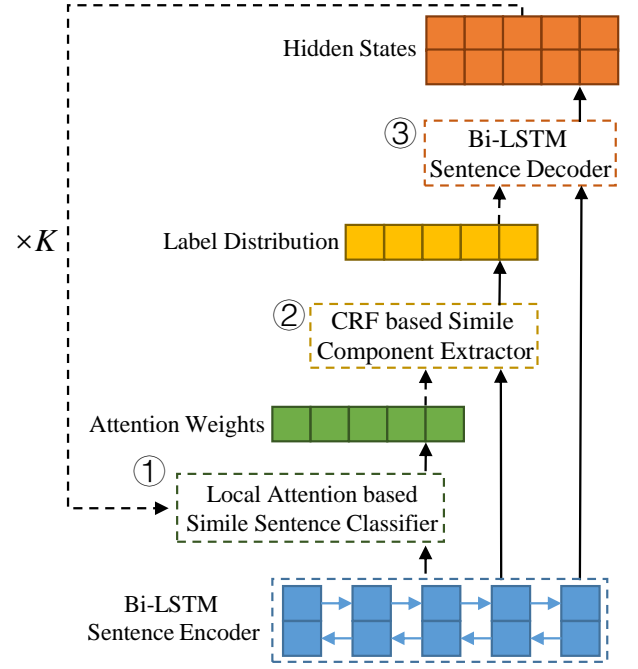 Hidden States
③
Bi-LSTM
Sentence Decoder
×K
Label Distribution
②
CRF based Simile
Component Extractor
Attention Weights
①
Local Attention based
Simile Sentence Classifier
Bi-LSTM
Sentence Encoder